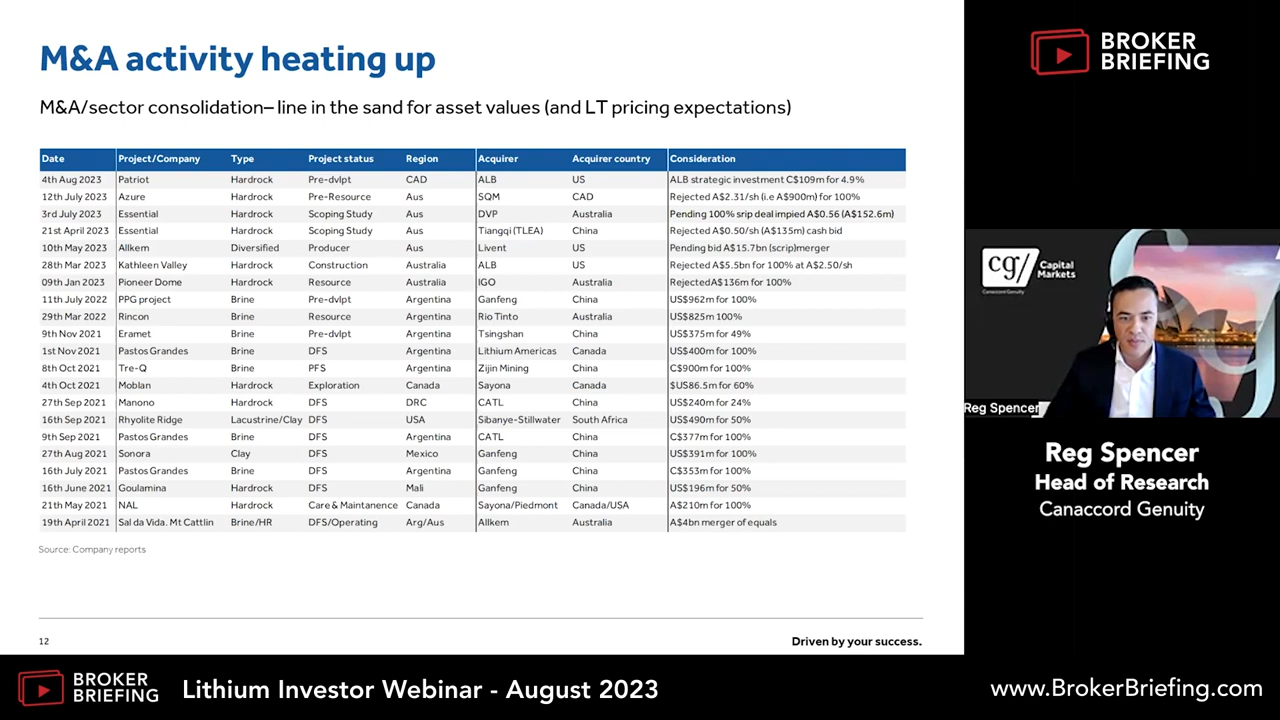 M&A activity heating up
M&A/sector consolidation– line in the sand for asset values (and LT pricing expectations)
Date Project/Company Type Project status Region Acquirer Acquirer country Consideration
4th Aug 2023 Patriot Hardrock Pre-dvlpt CAD ALB US ALB strategic investment C$109m for 4.9%
12th July 2023 Azure Hardrock Pre-Resource Aus SQM CAD Rejected A$2.31/sh (i.e A$900m) for 100%
3rd July 2023 Essential Hardrock Scoping Study Aus DVP Australia Pending 100% srip deal impied A$0.56 (A$152.6m)
21st April 2023 Essential Hardrock Scoping Study Aus Tiangqi (TLEA) China Rejected A$0.50/sh (A$135m) cash bid
10th May 2023 Allkem Diversified Producer Aus Livent US Pending bid A$15.7bn (scrip)merger
28th Mar 2023 Kathleen Valley Hardrock Construction Australia ALB US Rejected A$5.5bn for 100% at A$2.50/sh
09th Jan 2023 Pioneer Dome Hardrock Resource Australia IGO Australia RejectedA$136m for 100%
11th July 2022 PPG project Brine Pre-dvlpt Argentina Ganfeng China US$962m for 100%
29th Mar 2022 Rincon Brine Resource Argentina Rio Tinto Australia US$825m 100%
9th Nov 2021 Eramet Brine Pre-dvlpt Argentina Tsingshan China US$375m for 49%
1st Nov 2021 Pastos Grandes Brine DFS Argentina Lithium Americas Canada US$400m for 100%
8th Oct 2021 Tre-Q Brine PFS Argentina Zijin Mining China C$900m for 100%
4th Oct 2021 Moblan Hardrock Exploration Canada Sayona Canada $US86.5m for 60%
27th Sep 2021 Manono Hardrock DFS DRC CATL China US$240m for 24%
16th Sep 2021 Rhyolite Ridge Lacustrine/Clay DFS USA Sibanye-Stillwater South Africa US$490m for 50%
9th Sep 2021 Pastos Grandes Brine DFS Argentina CATL China C$377m for 100%
27th Aug 2021 Sonora Clay DFS Mexico Ganfeng China US$391m for 100%
16th July 2021 Pastos Grandes Brine DFS Argentina Ganfeng China C$353m for 100%
16th June 2021 Goulamina Hardrock DFS Mali Ganfeng China US$196m for 50%
21th May 2021 NAL Hardrock Care & Maintanence Canada Sayona/Piedmont Canada/USA A$210m for 100%
19th April 2021 Sal da Vida. Mt Cattlin Brine/HR DFS/Operating Arg/Aus Allkem Australia A$4bn merger of equals
Source: Company reports
12
Driven by your success.
BROKER
BRIEFING
cg/ Capital
Markets
Canaccord Genuity
Reg Spencer
Reg Spencer
Head of Research
Canaccord Genuity
BROKER
BRIEFING
Lithium Investor Webinar - August 2023
www.BrokerBriefing.com